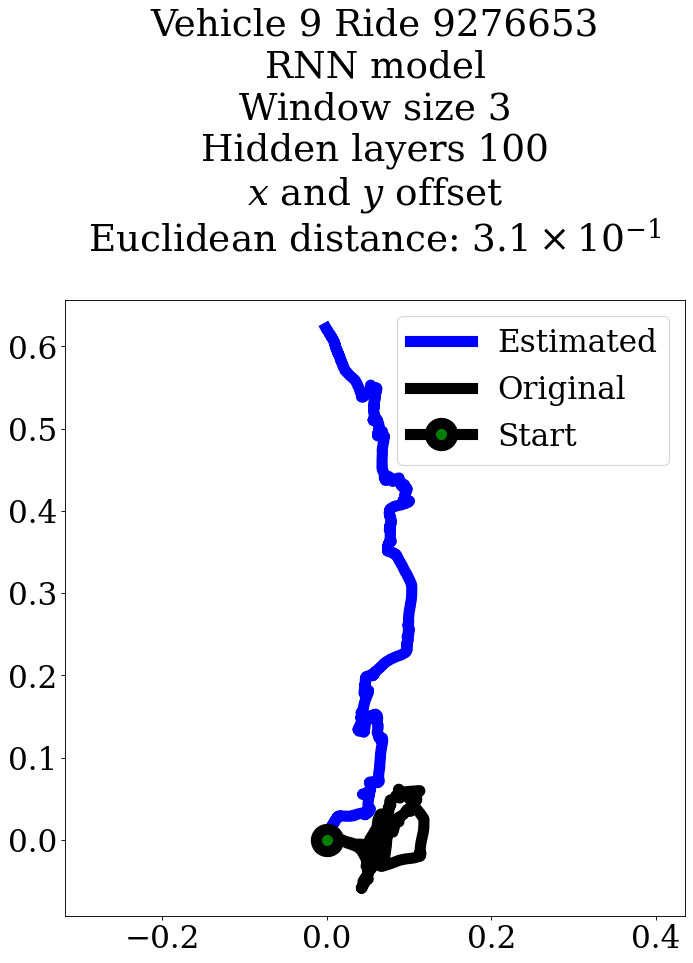 Vehicle 9 Ride 9276653
RNN model
Window size 3
Hidden layers 100
x and y offset
Euclidean distance: 3.1 × 10⁻¹
Estimated
Original
Start
0.6
0.5
0.4
0.3
0.2
0.1
0.0
−0.2 0.0 0.2 0.4